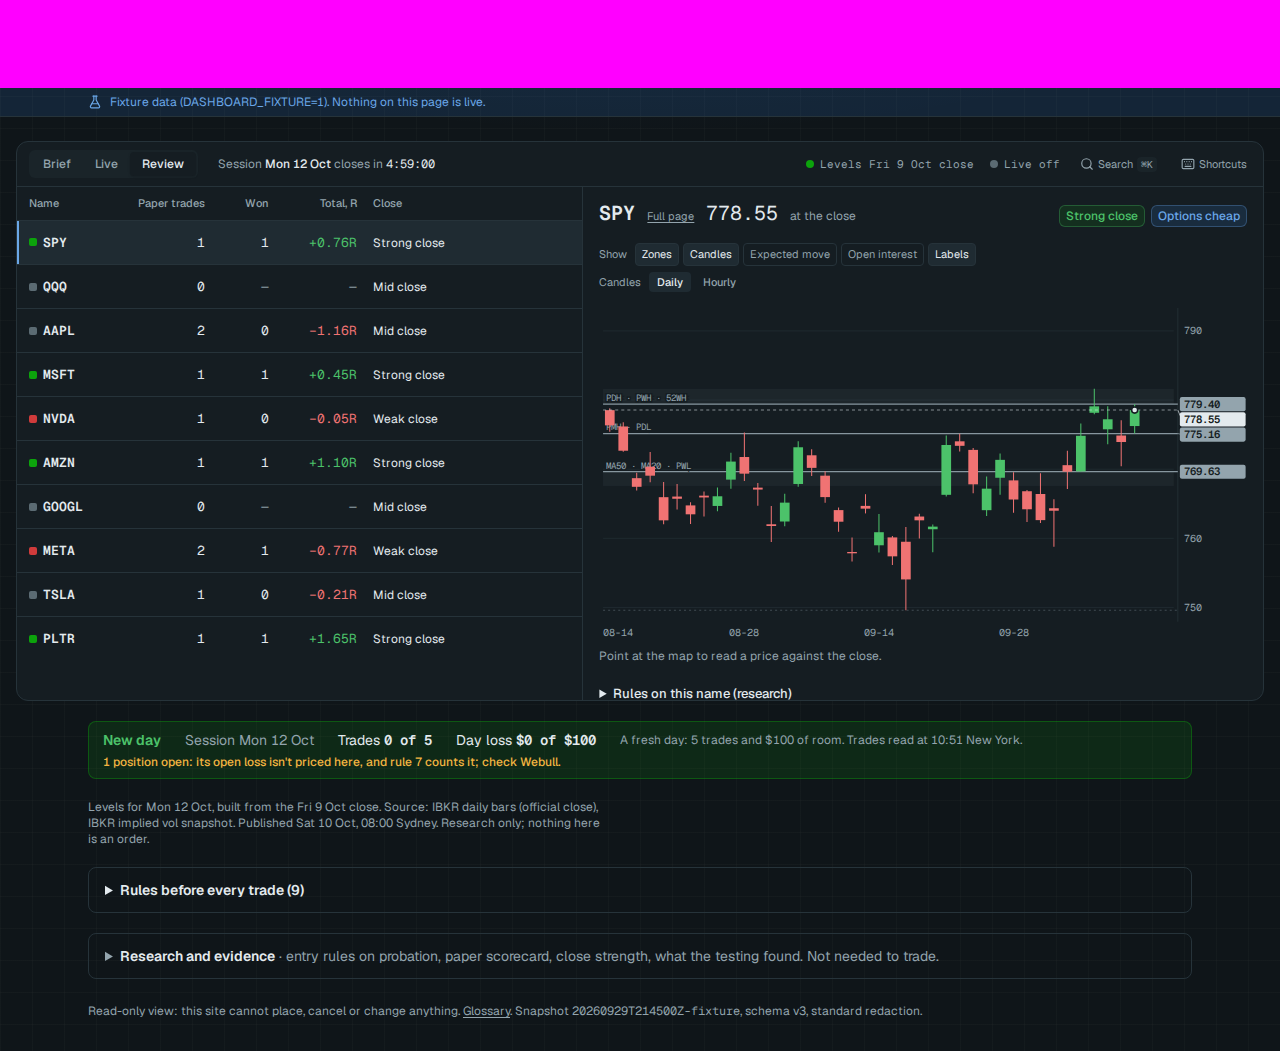 Fixture data (DASHBOARD_FIXTURE=1). Nothing on this page is live.
Brief Live Review Session Mon 12 Oct closes in 4:59:00 Levels Fri 9 Oct close Live off Search ⌘K Shortcuts
Name Paper trades Won Total, R Close
SPY 1 1 +0.76R Strong close
QQQ 0 — — Mid close
AAPL 2 0 −1.16R Mid close
MSFT 1 1 +0.45R Strong close
NVDA 1 0 −0.05R Weak close
AMZN 1 1 +1.10R Strong close
GOOGL 0 — — Mid close
META 2 1 −0.77R Weak close
TSLA 1 0 −0.21R Mid close
PLTR 1 1 +1.65R Strong close
SPY Full page 778.55 at the close Strong close Options cheap
Show Zones Candles Expected move Open interest Labels
Candles Daily Hourly
790
PDH · PWH · 52WH
779.40
778.55
· PDL
775.16
MA50 · MA20 · PWL
769.63
760
750
08-14 08-28 09-14 09-28
Point at the map to read a price against the close.
Rules on this name (research)
New day Session Mon 12 Oct Trades 0 of 5 Day loss $0 of $100 A fresh day: 5 trades and $100 of room. Trades read at 10:51 New York.
1 position open: its open loss isn't priced here, and rule 7 counts it; check Webull.
Levels for Mon 12 Oct, built from the Fri 9 Oct close. Source: IBKR daily bars (official close),
IBKR implied vol snapshot. Published Sat 10 Oct, 08:00 Sydney. Research only; nothing here
is an order.
Rules before every trade (9)
Research and evidence · entry rules on probation, paper scorecard, close strength, what the testing found. Not needed to trade.
Read-only view: this site cannot place, cancel or change anything. Glossary. Snapshot 20260929T214500Z-fixture, schema v3, standard redaction.